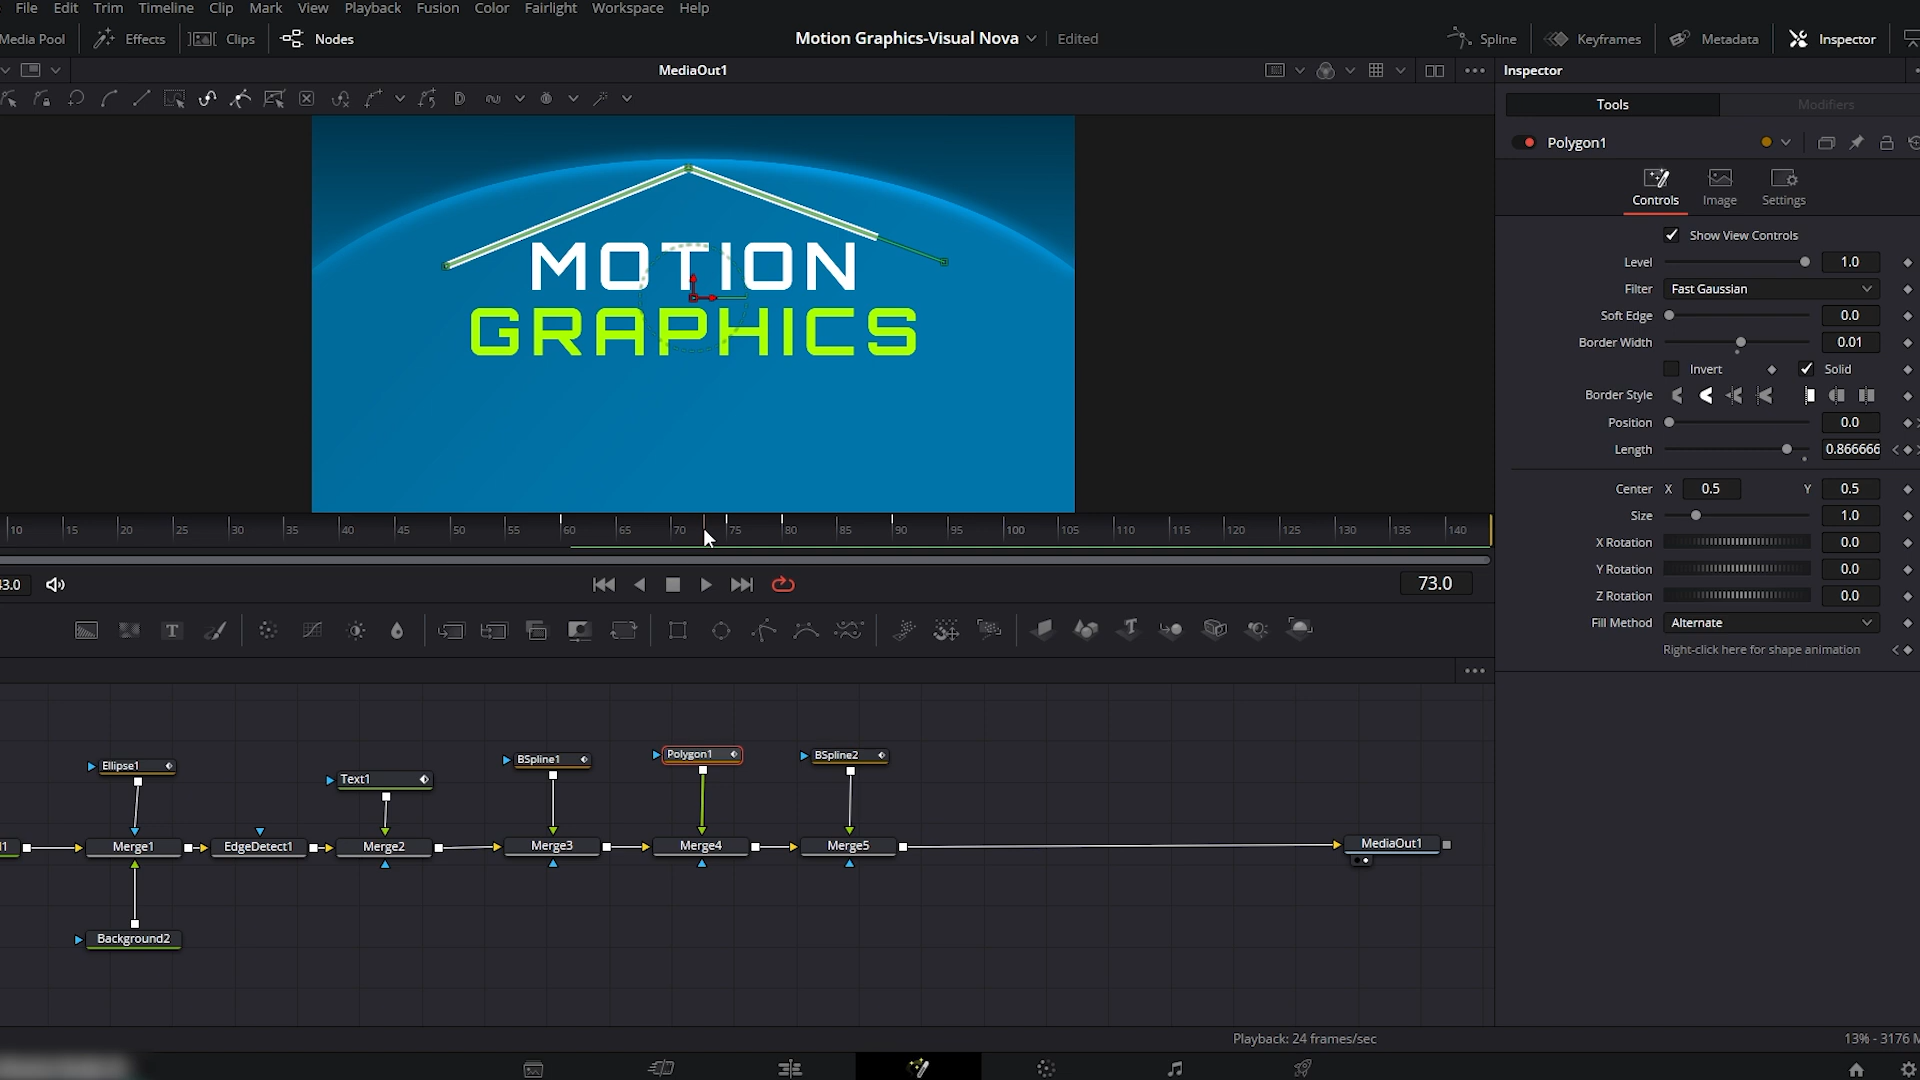 File Edit Trim Timeline Clip Mark View Playback Fusion Color Fairlight Workspace Help
Media Pool Effects Clips Nodes Motion Graphics-Visual Nova Edited Spline Keyframes Metadata Inspector
MediaOut1 Inspector
Tools Modifiers
Polygon1
Controls Image Settings
Show View Controls
Level 1.0
Filter Fast Gaussian
Soft Edge 0.0
Border Width 0.01
Invert Solid
Border Style
Position 0.0
Length 0.866666
Center X 0.5 Y 0.5
Size 1.0
X Rotation 0.0
Y Rotation 0.0
Z Rotation 0.0
Fill Method Alternate
Right-click here for shape animation
MOTION
GRAPHICS
10 15 20 25 30 35 40 45 50 55 60 65 70 75 80 85 90 95 100 105 110 115 120 125 130 135 140
43.0 73.0
T
Ellipse1 Text1 BSpline1 Polygon1 BSpline2
Merge1 EdgeDetect1 Merge2 Merge3 Merge4 Merge5 MediaOut1
Background2
Playback: 24 frames/sec 13% - 3176 M